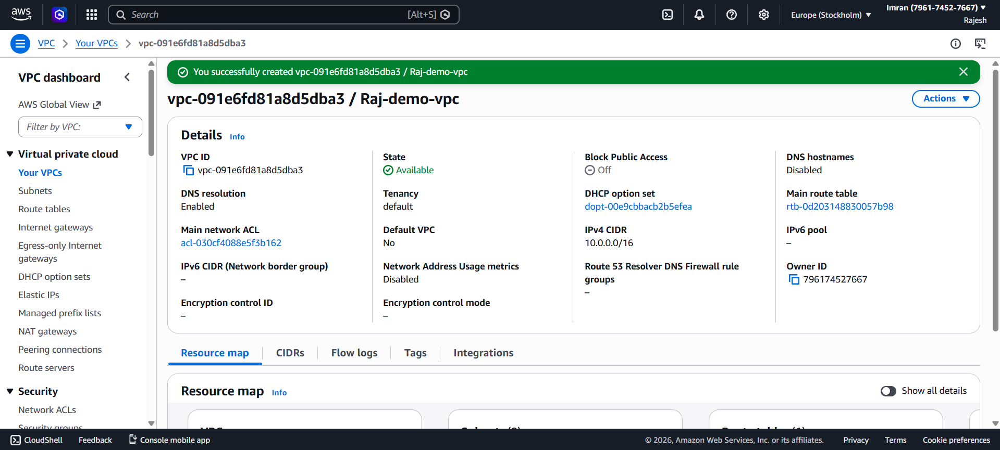 aws
Search
[Alt+S]
Europe (Stockholm)
Imran (7961-7452-7667)
Rajesh
VPC
Your VPCs
vpc-091e6fd81a8d5dba3
VPC dashboard
AWS Global View
Filter by VPC:
Virtual private cloud
Your VPCs
Subnets
Route tables
Internet gateways
Egress-only Internet
gateways
DHCP option sets
Elastic IPs
Managed prefix lists
NAT gateways
Peering connections
Route servers
Security
Network ACLs
Security groups
You successfully created vpc-091e6fd81a8d5dba3 / Raj-demo-vpc
vpc-091e6fd81a8d5dba3 / Raj-demo-vpc
Actions
Details Info
VPC ID
vpc-091e6fd81a8d5dba3
State
Available
Block Public Access
Off
DNS hostnames
Disabled
DNS resolution
Enabled
Tenancy
default
DHCP option set
dopt-00e9cbbacb2b5efea
Main route table
rtb-0d203148830057b98
Main network ACL
acl-030cf4088e5f3b162
Default VPC
No
IPv4 CIDR
10.0.0.0/16
IPv6 pool
–
IPv6 CIDR (Network border group)
–
Network Address Usage metrics
Disabled
Route 53 Resolver DNS Firewall rule
groups
–
Owner ID
796174527667
Encryption control ID
–
Encryption control mode
–
Resource map
CIDRs
Flow logs
Tags
Integrations
Resource map Info
Show all details
VPC
CloudShell
Feedback
Console mobile app
© 2026, Amazon Web Services, Inc. or its affiliates.
Privacy
Terms
Cookie preferences